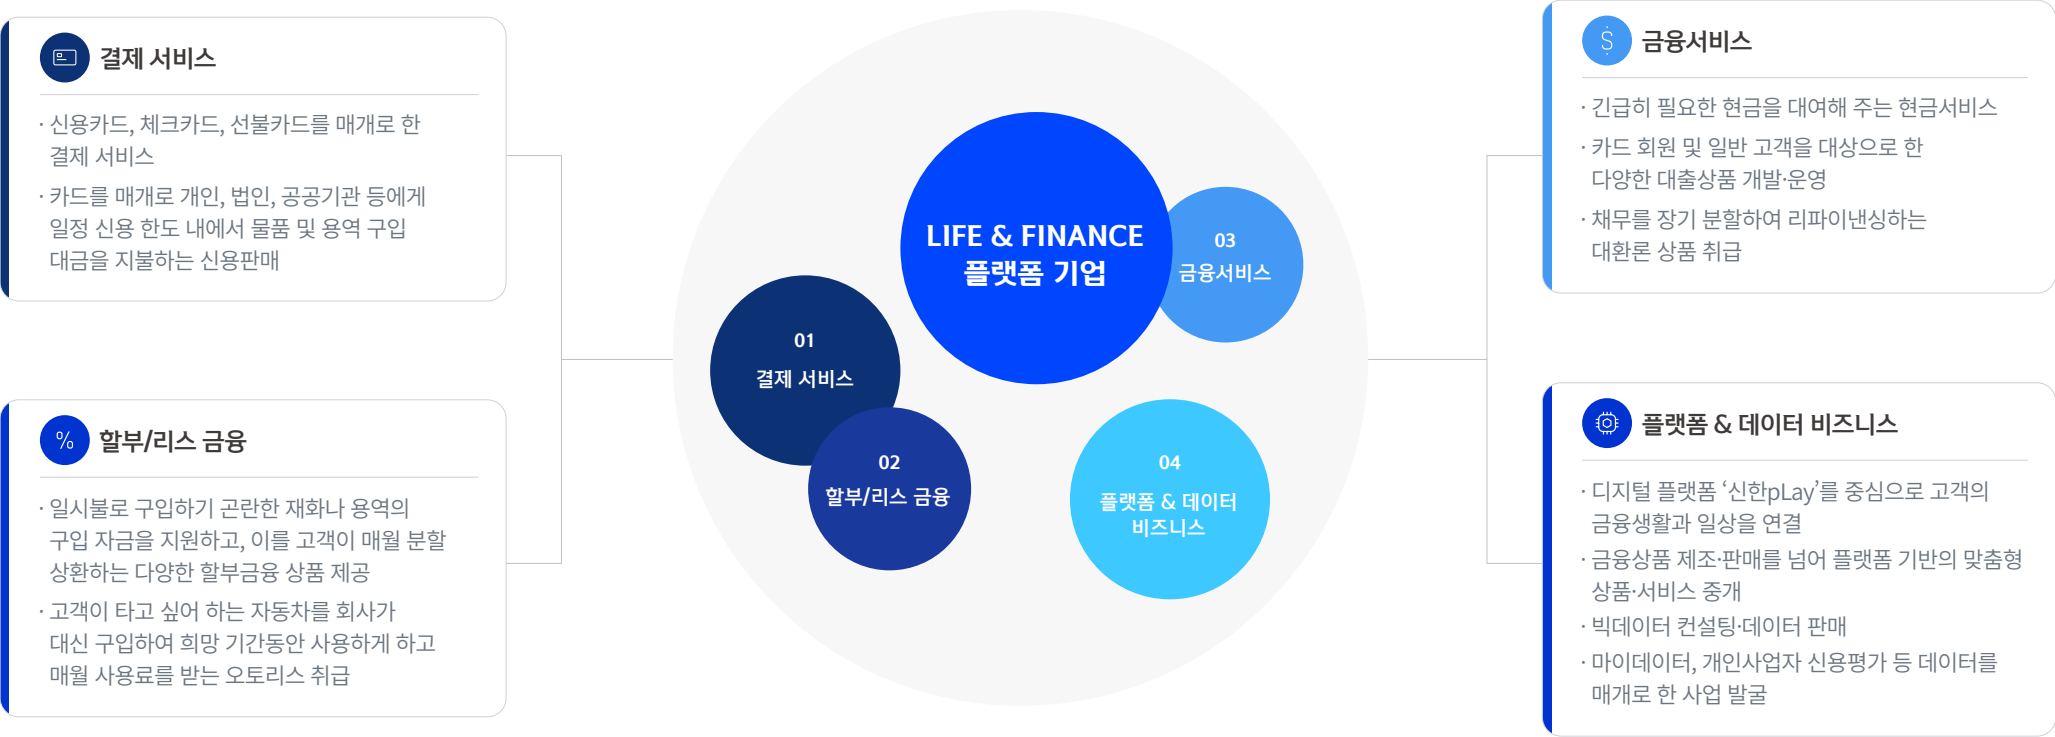 결제 서비스
· 신용카드, 체크카드, 선불카드를 매개로 한
결제 서비스
· 카드를 매개로 개인, 법인, 공공기관 등에게
일정 신용 한도 내에서 물품 및 용역 구입
대금을 지불하는 신용판매
할부/리스 금융
· 일시불로 구입하기 곤란한 재화나 용역의
구입 자금을 지원하고, 이를 고객이 매월 분할
상환하는 다양한 할부금융 상품 제공
· 고객이 타고 싶어 하는 자동차를 회사가
대신 구입하여 희망 기간동안 사용하게 하고
매월 사용료를 받는 오토리스 취급
LIFE & FINANCE
플랫폼 기업
01
결제 서비스
02
할부/리스 금융
03
금융서비스
04
플랫폼 & 데이터
비즈니스
금융서비스
· 긴급히 필요한 현금을 대여해 주는 현금서비스
· 카드 회원 및 일반 고객을 대상으로 한
다양한 대출상품 개발·운영
· 채무를 장기 분할하여 리파이낸싱하는
대환론 상품 취급
플랫폼 & 데이터 비즈니스
· 디지털 플랫폼 ‘신한pLay’를 중심으로 고객의
금융생활과 일상을 연결
· 금융상품 제조·판매를 넘어 플랫폼 기반의 맞춤형
상품·서비스 중개
· 빅데이터 컨설팅·데이터 판매
· 마이데이터, 개인사업자 신용평가 등 데이터를
매개로 한 사업 발굴